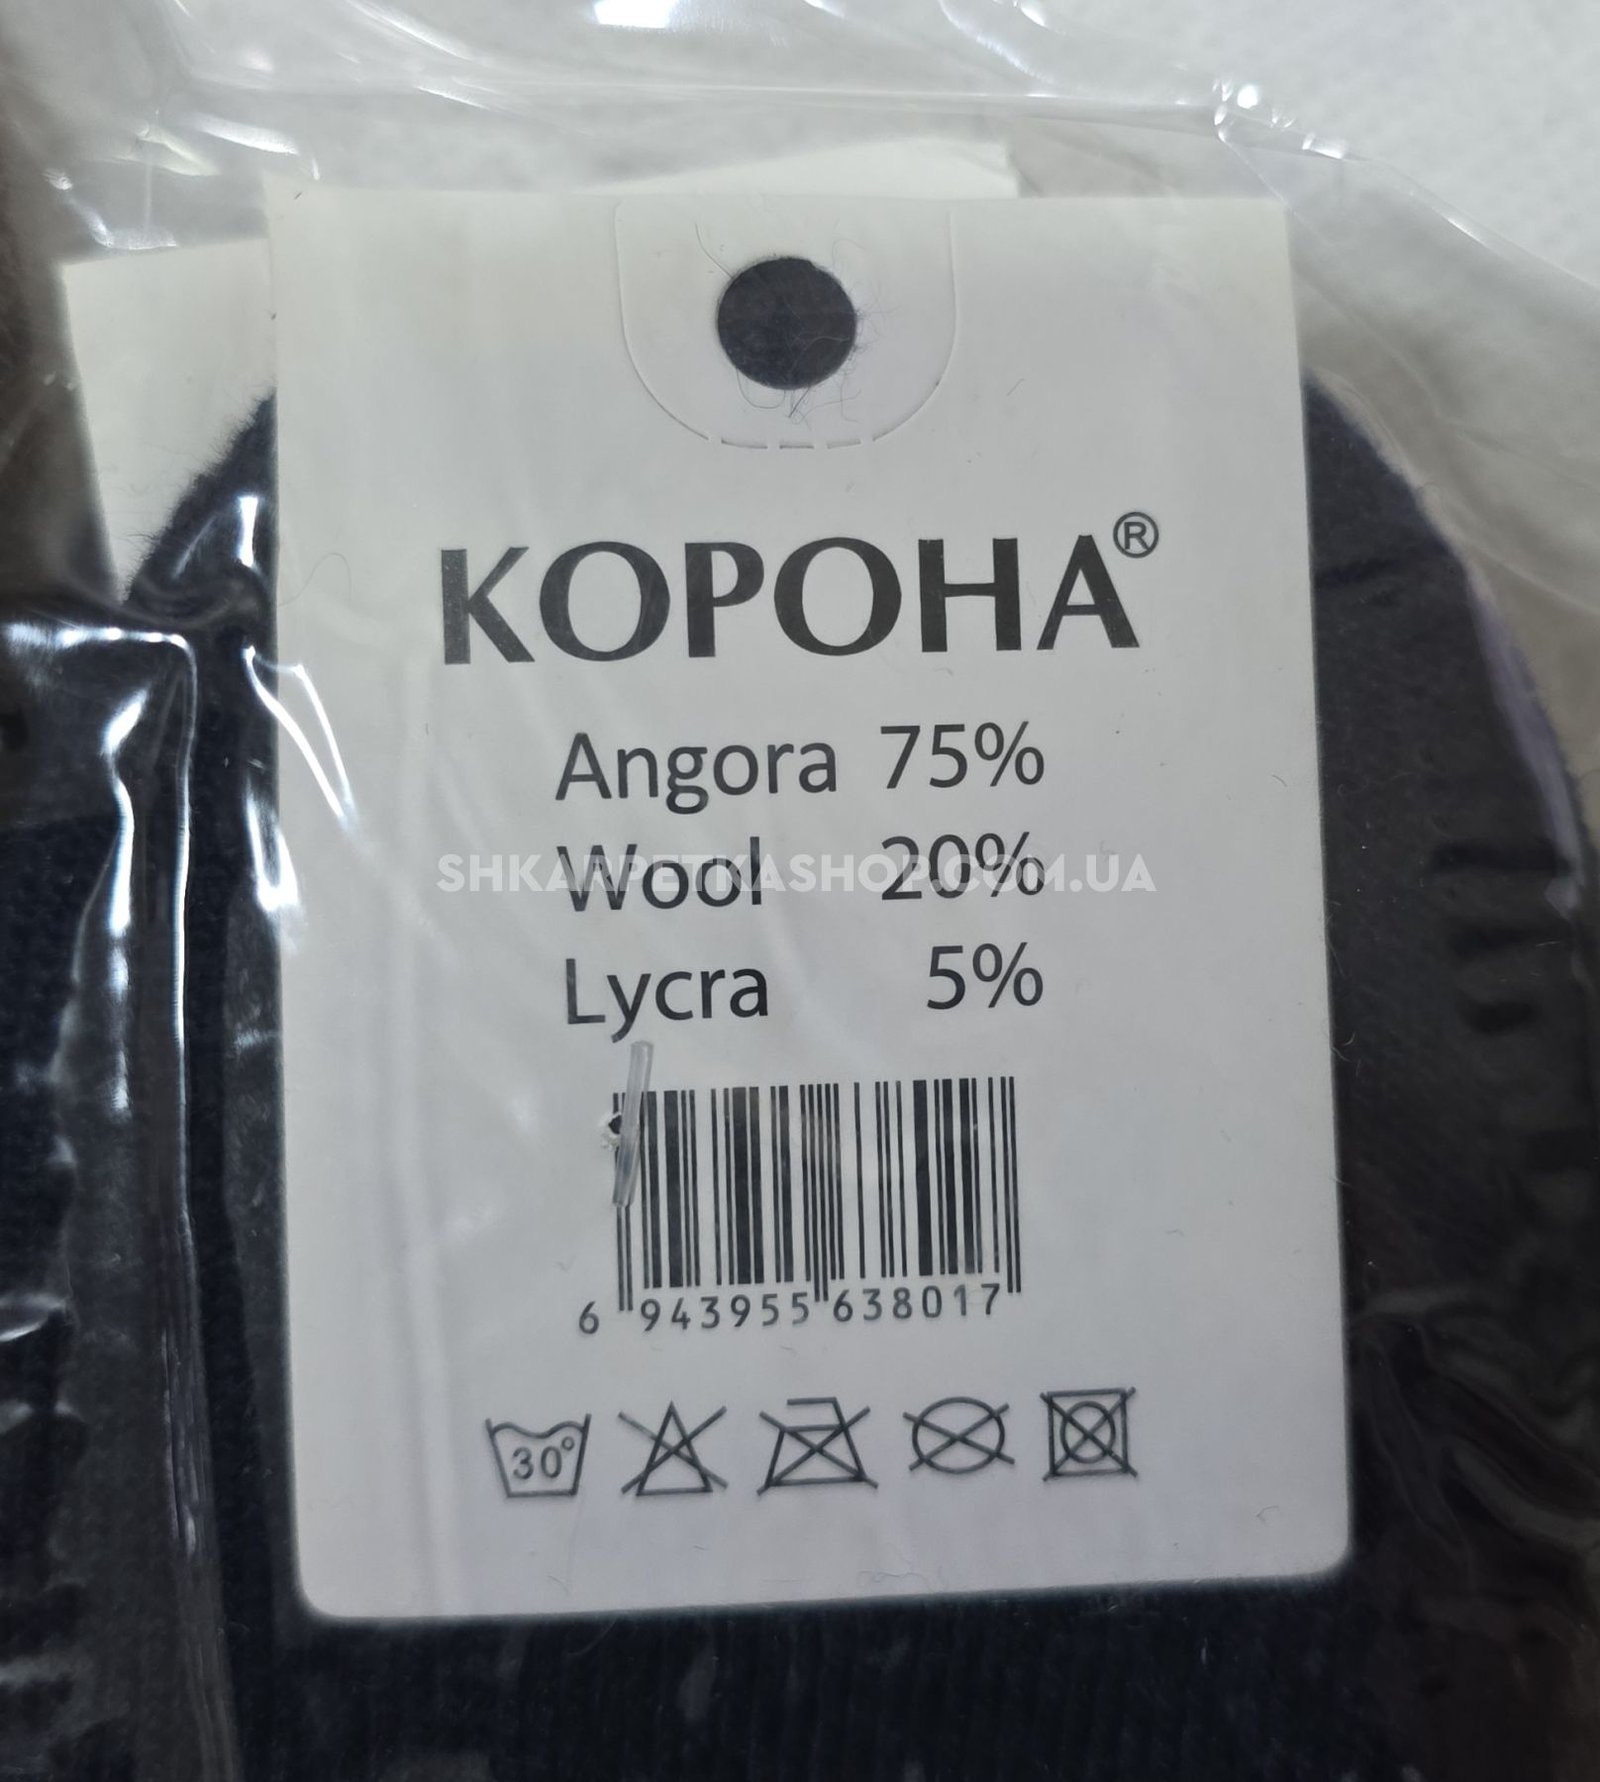 КОРОНА®
Angora 75%
Wool 20%
SHKARPETKASHOP.COM.UA
Lycra 5%
6 943955 638017
30°